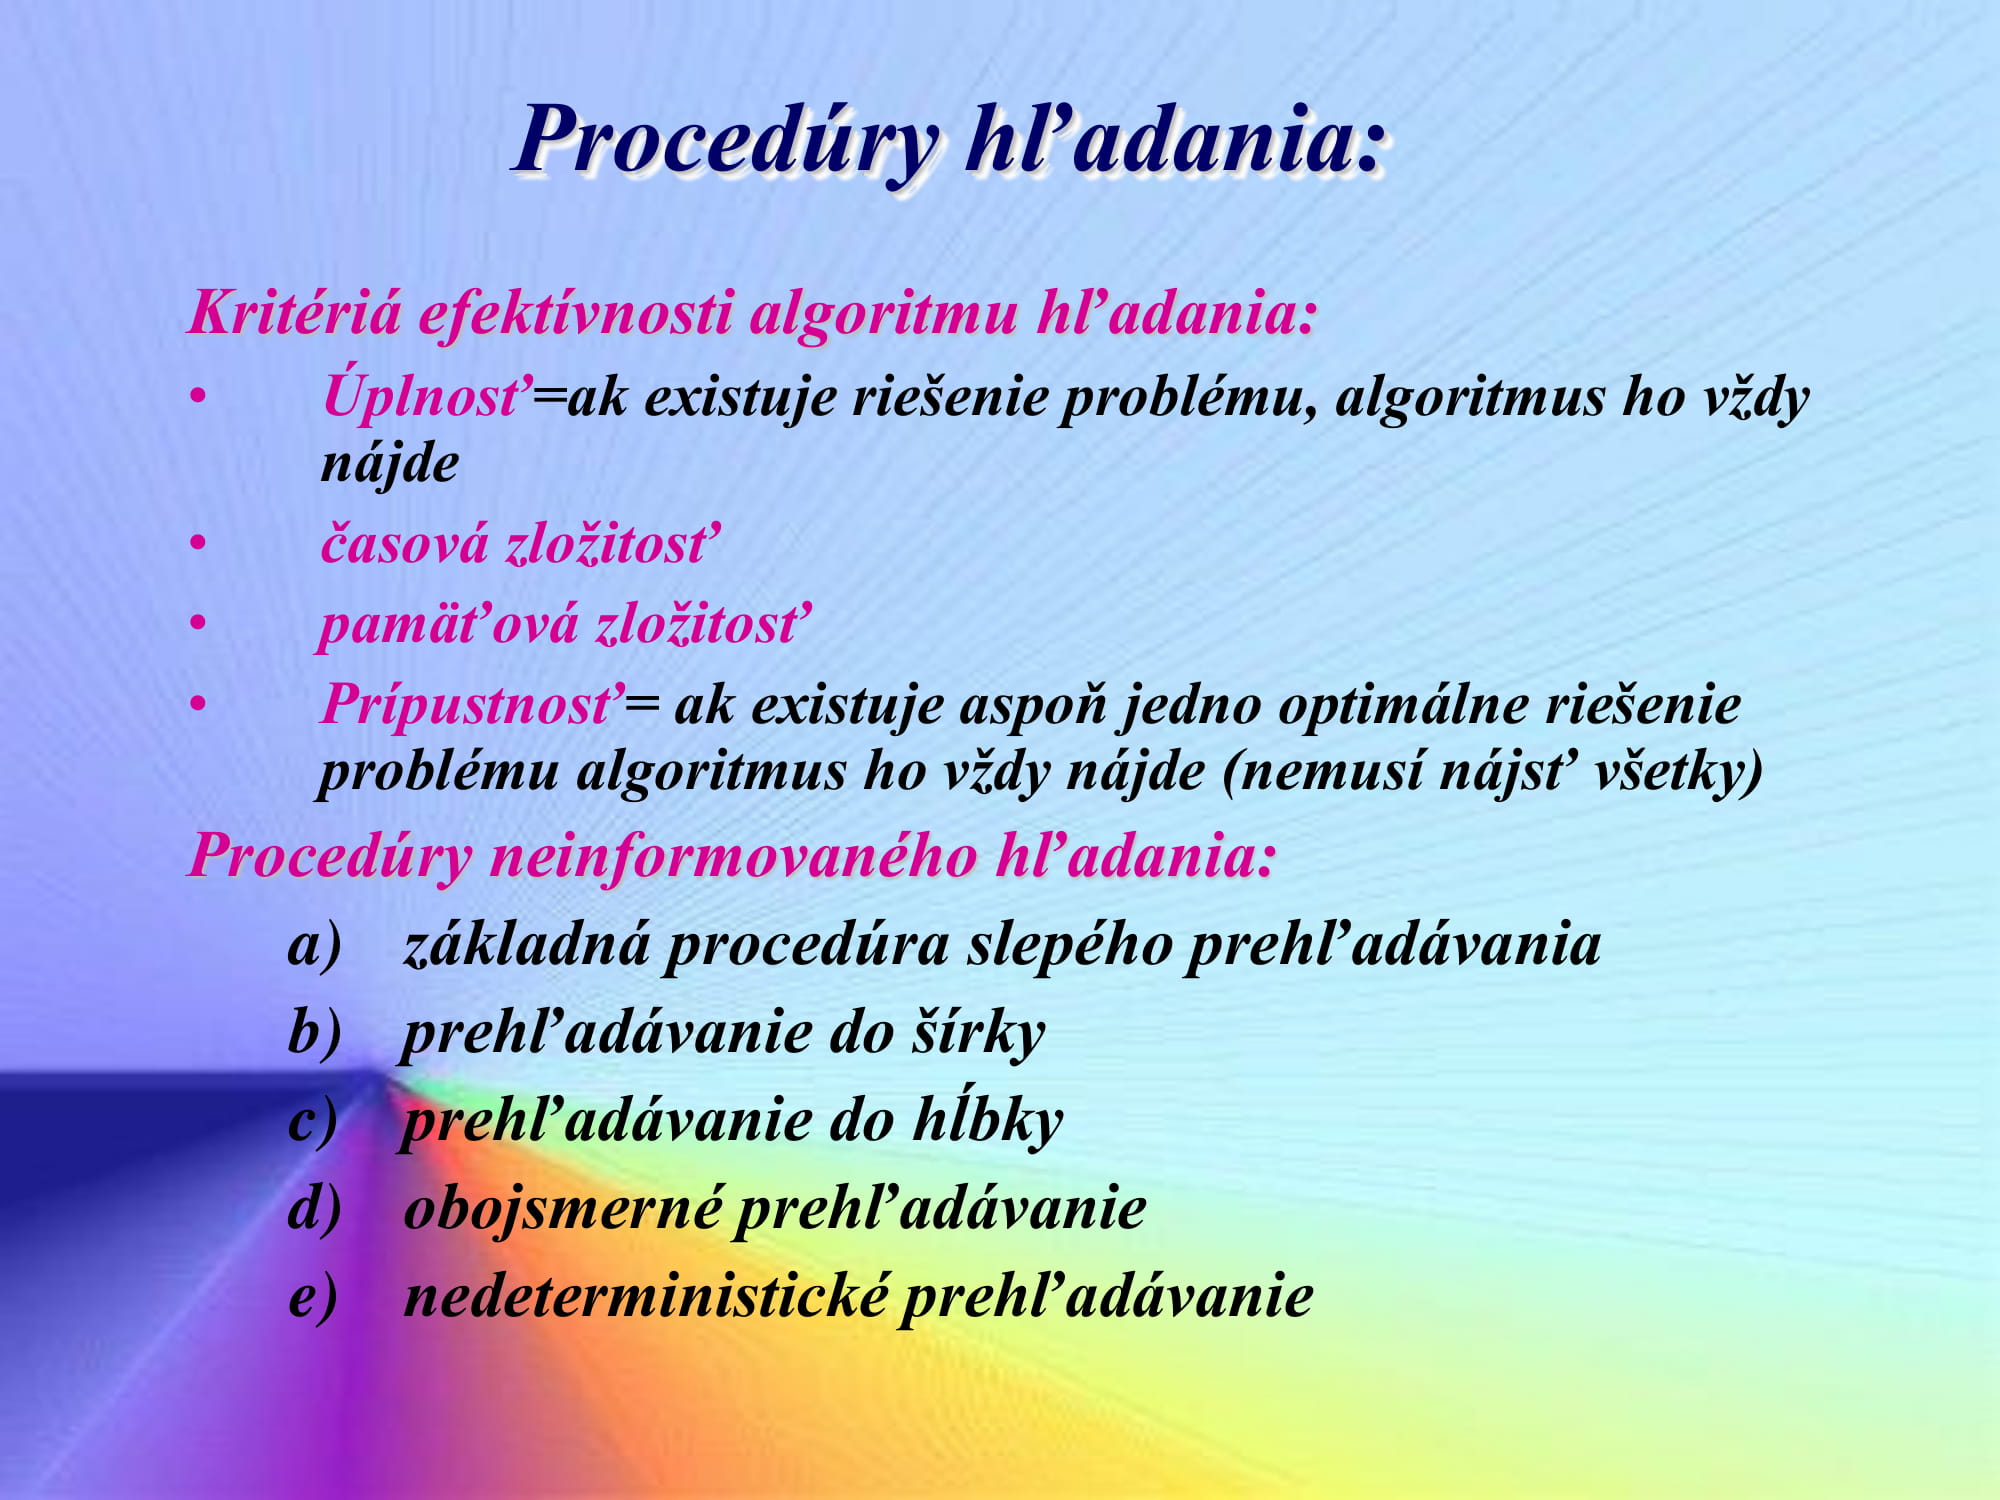 Procedúry hľadania:
Kritériá efektívnosti algoritmu hľadania:
• Úplnosť=ak existuje riešenie problému, algoritmus ho vždy
nájde
• časová zložitosť
• pamäťová zložitosť
• Prípustnosť= ak existuje aspoň jedno optimálne riešenie
problému algoritmus ho vždy nájde (nemusí nájsť všetky)
Procedúry neinformovaného hľadania:
a) základná procedúra slepého prehľadávania
b) prehľadávanie do šírky
c) prehľadávanie do hĺbky
d) obojsmerné prehľadávanie
e) nedeterministické prehľadávanie